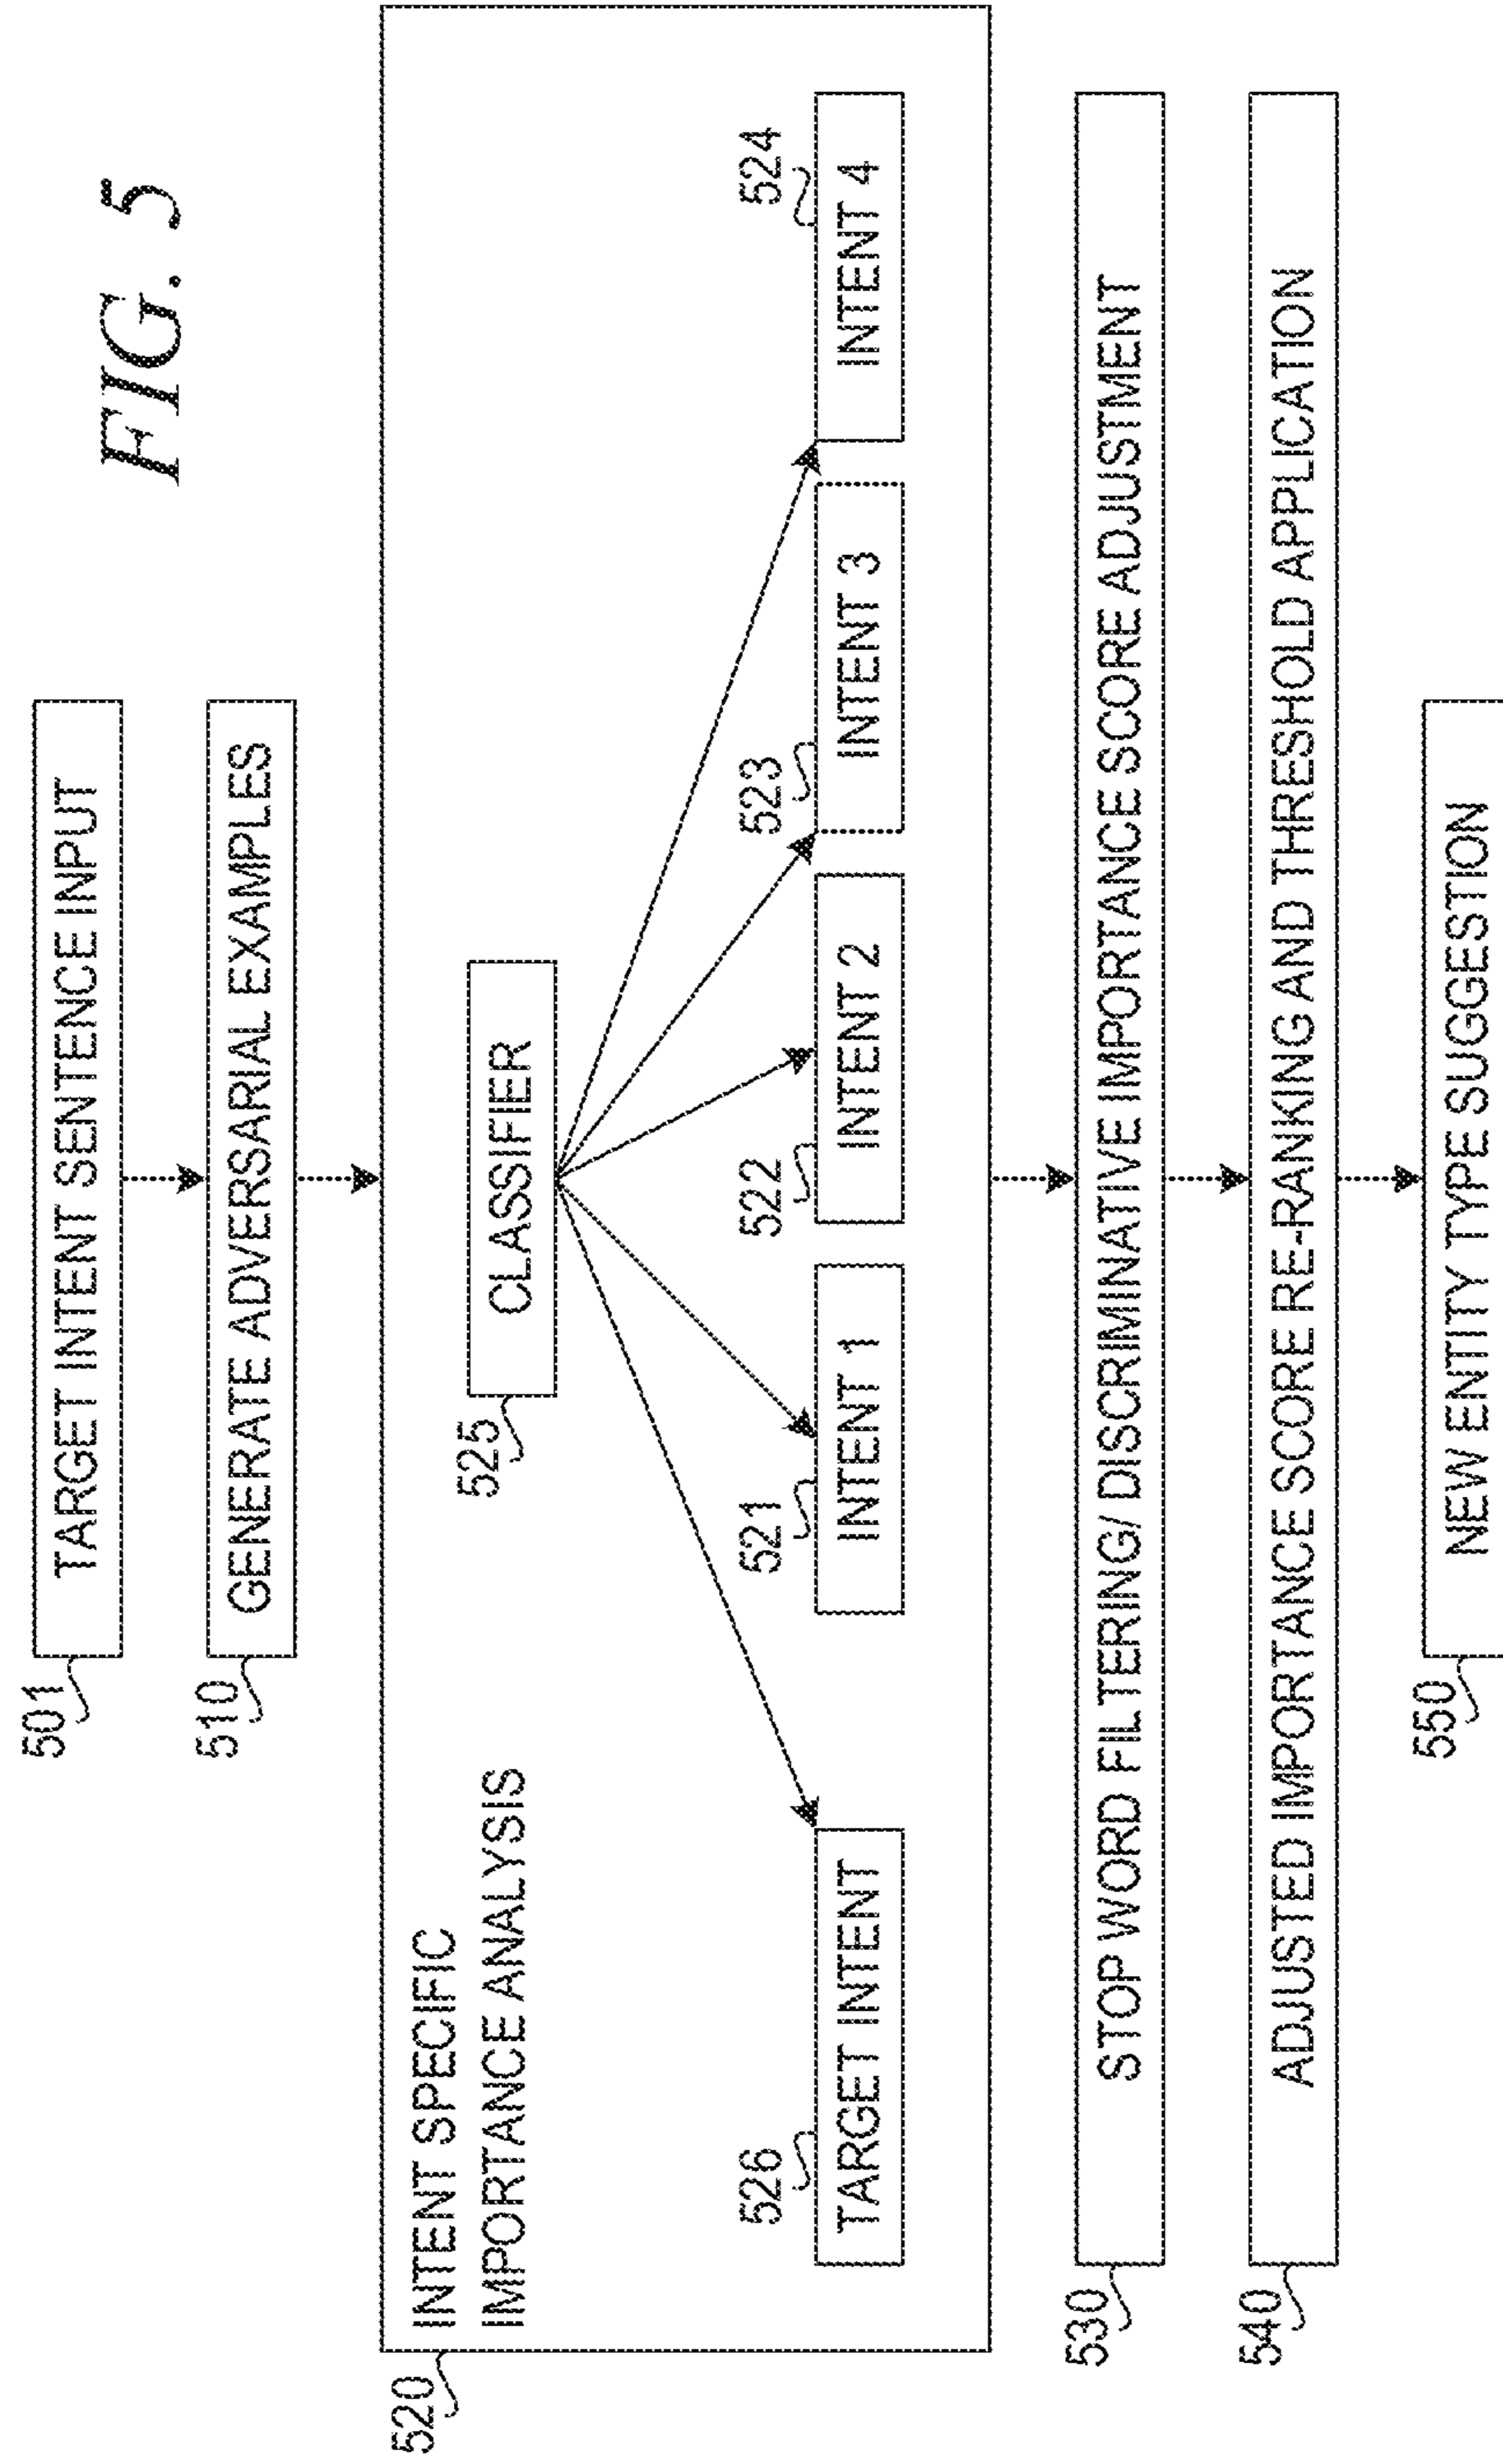 FIG. 5
501
TARGET INTENT SENTENCE INPUT
510
GENERATE ADVERSARIAL EXAMPLES
520
INTENT SPECIFIC
IMPORTANCE ANALYSIS
525
CLASSIFIER
526
TARGET INTENT
521
INTENT 1
522
INTENT 2
523
INTENT 3
524
INTENT 4
530
STOP WORD FILTERING/ DISCRIMINATIVE IMPORTANCE SCORE ADJUSTMENT
540
ADJUSTED IMPORTANCE SCORE RE-RANKING AND THRESHOLD APPLICATION
550
NEW ENTITY TYPE SUGGESTION